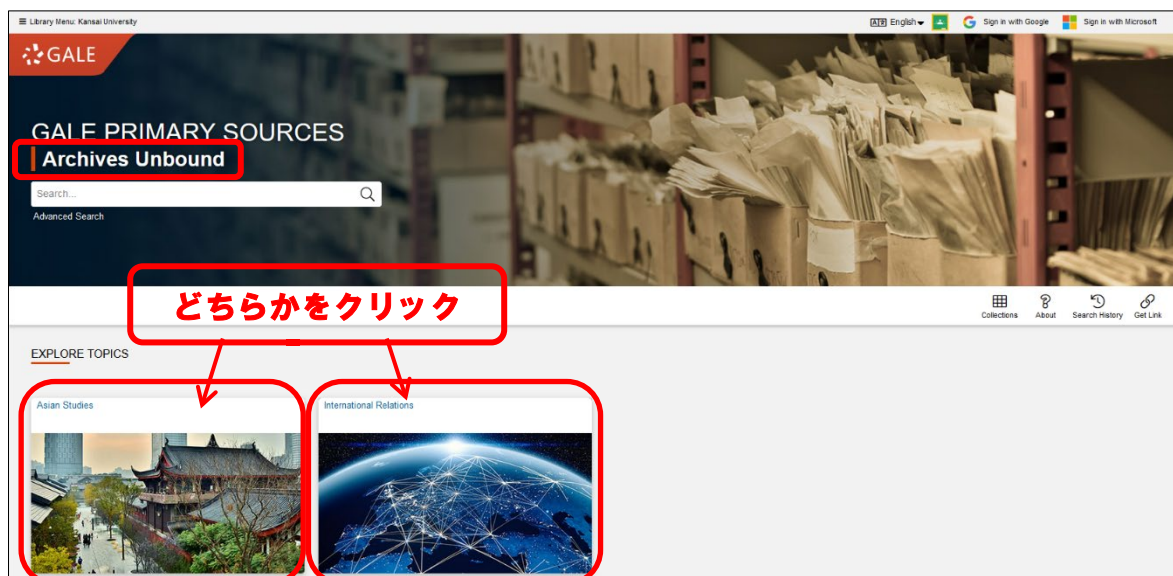 Library Menu: Kansai University
English
Sign in with Google
Sign in with Microsoft
GALE
GALE PRIMARY SOURCES
Archives Unbound
Search...
Advanced Search
どちらかをクリック
Collections
About
Search History
Get Link
EXPLORE TOPICS
Asian Studies
International Relations